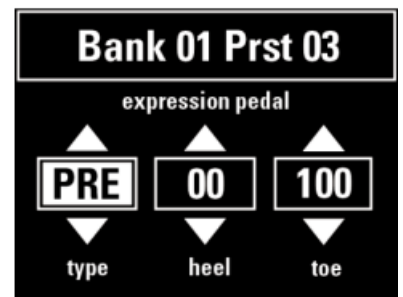 Bank 01 Prst 03
expression pedal
PRE 00 100
type heel toe